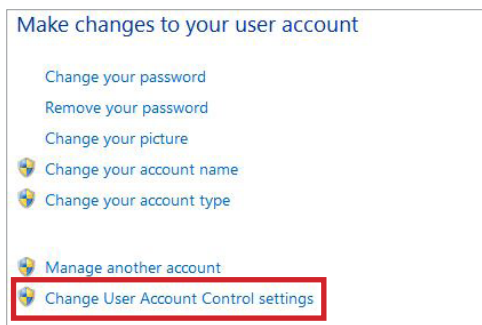 Make changes to your user account
Change your password
Remove your password
Change your picture
Change your account name
Change your account type
Manage another account
Change User Account Control settings